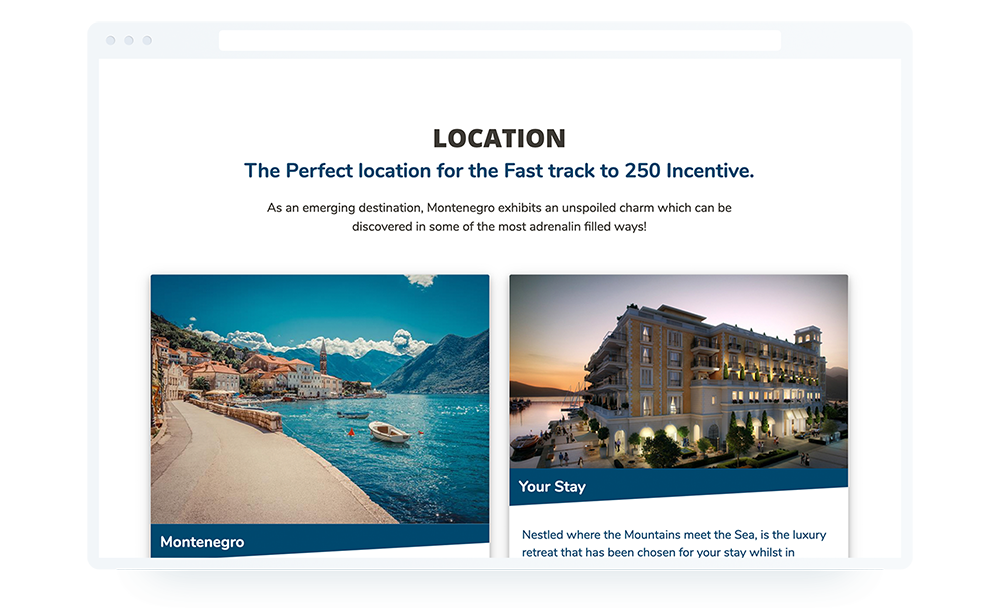 LOCATION
The Perfect location for the Fast track to 250 Incentive.
As an emerging destination, Montenegro exhibits an unspoiled charm which can be
discovered in some of the most adrenalin filled ways!
Montenegro
Your Stay
Nestled where the Mountains meet the Sea, is the luxury
retreat that has been chosen for your stay whilst in